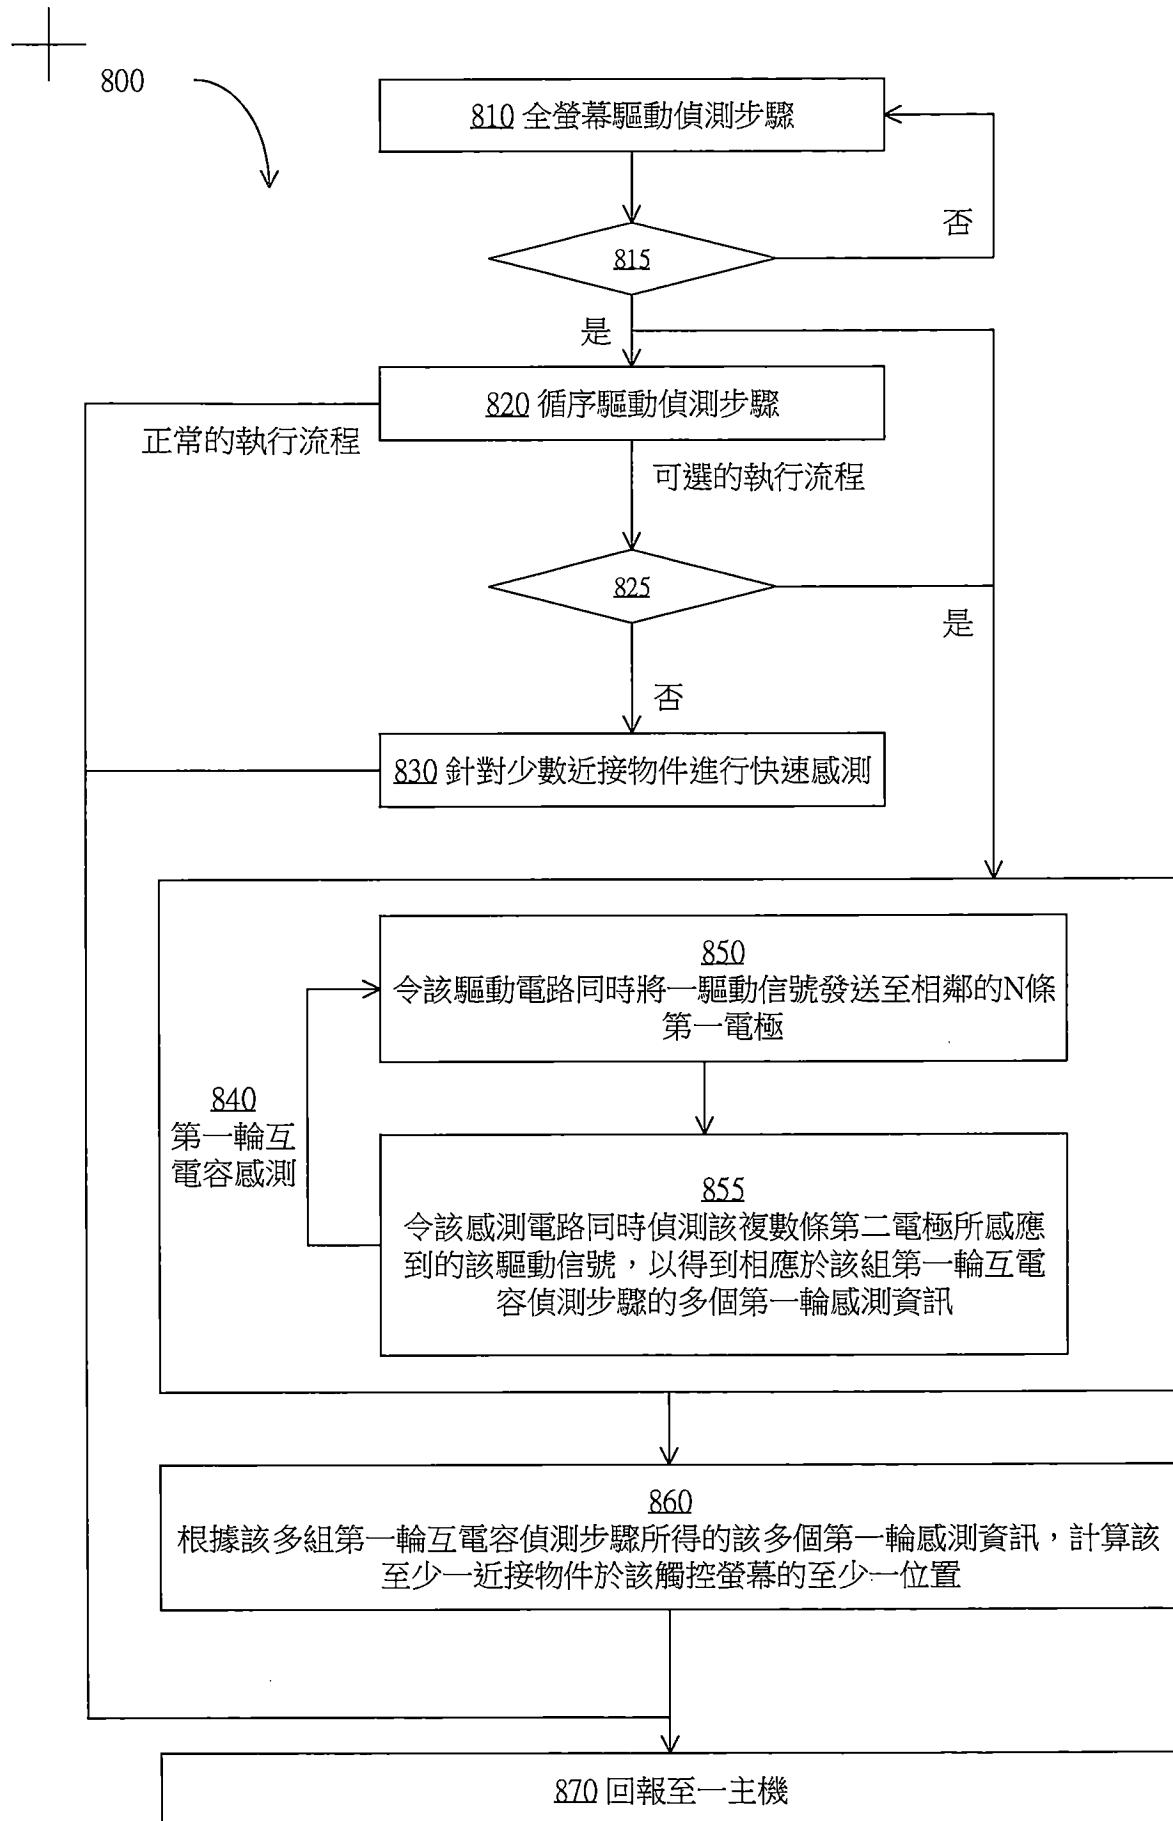 800
810 全螢幕驅動偵測步驟
否
815
是
820 循序驅動偵測步驟
正常的執行流程
可選的執行流程
825
是
否
830 針對少數近接物件進行快速感測
850
令該驅動電路同時將一驅動信號發送至相鄰的N條
第一電極
840
第一輪互
電容感測
855
令該感測電路同時偵測該複數條第二電極所感應
到的該驅動信號，以得到相應於該組第一輪互電
容偵測步驟的多個第一輪感測資訊
860
根據該多組第一輪互電容偵測步驟所得的該多個第一輪感測資訊，計算該
至少一近接物件於該觸控螢幕的至少一位置
870 回報至一主機